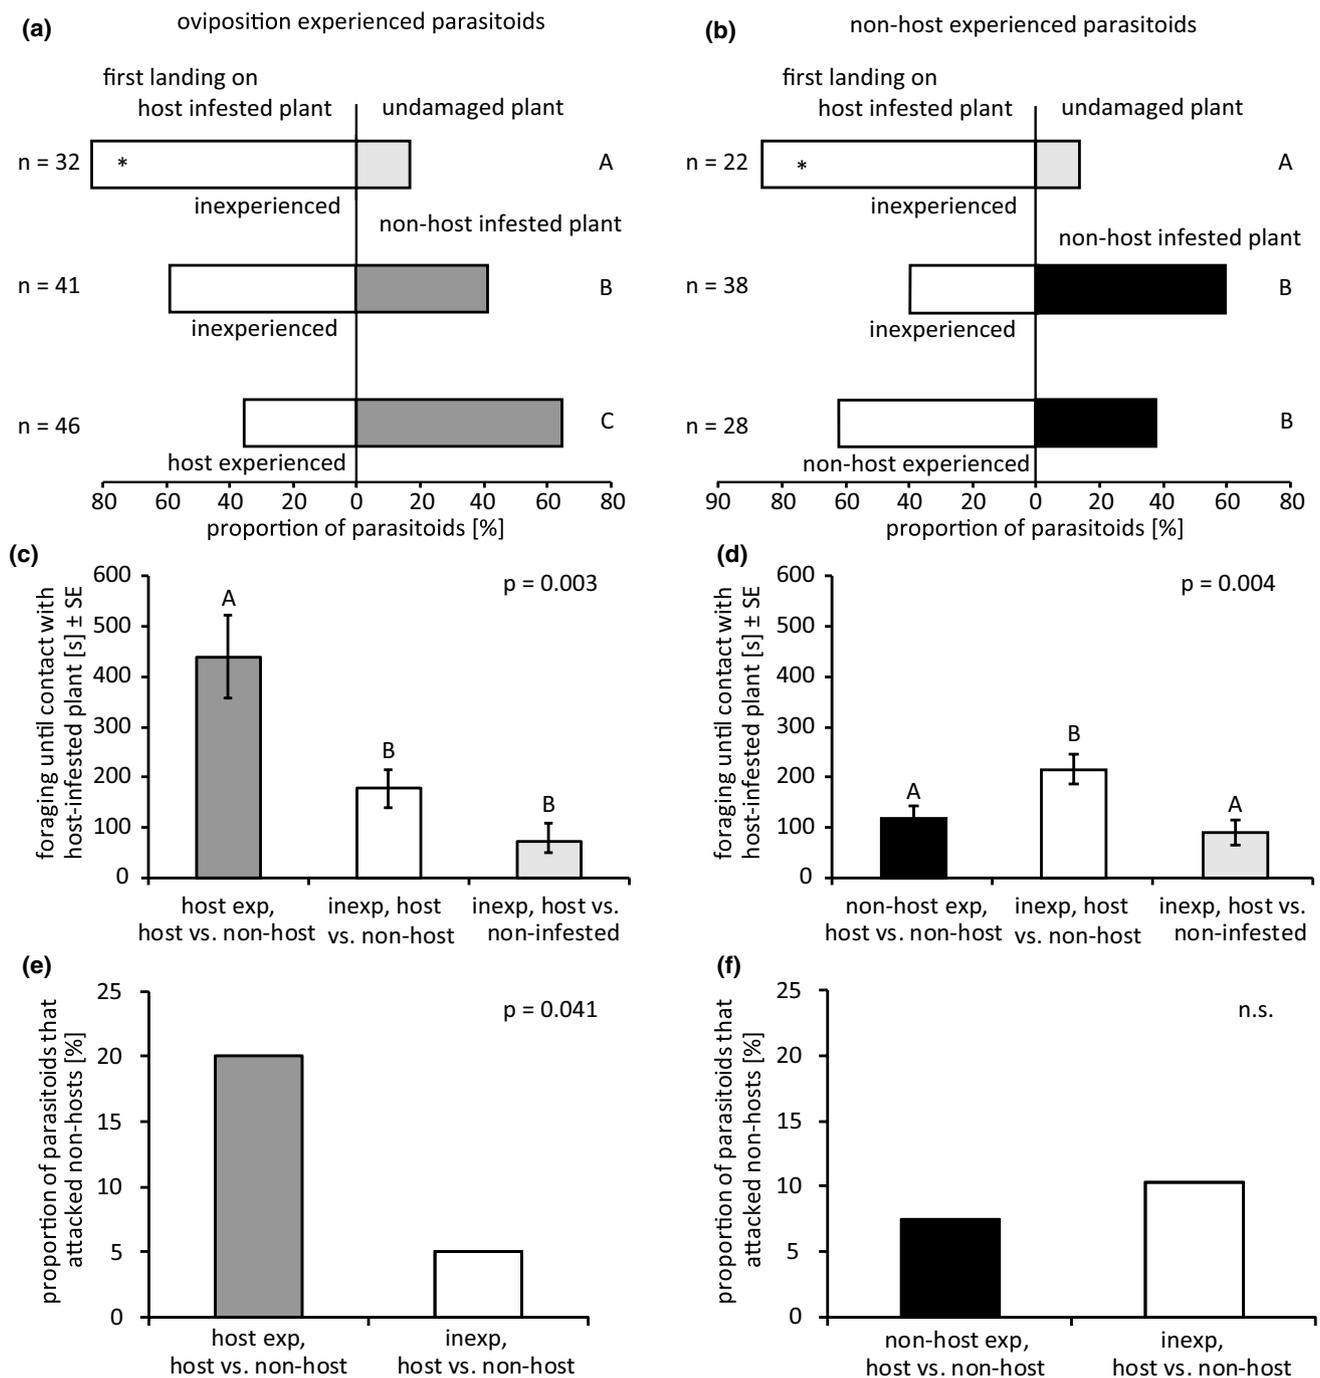 (a)
oviposition experienced parasitoids
first landing on
host infested plant
undamaged plant
n = 32
*
A
inexperienced
non-host infested plant
n = 41
B
inexperienced
n = 46
C
host experienced
80 60 40 20 0 20 40 60 80
proportion of parasitoids [%]
(b)
non-host experienced parasitoids
first landing on
host infested plant
undamaged plant
n = 22
*
A
inexperienced
non-host infested plant
n = 38
B
inexperienced
n = 28
B
non-host experienced
90 80 60 40 20 0 20 40 60 80
proportion of parasitoids [%]
(c)
foraging until contact with
host-infested plant [s] ± SE
600
500
400
300
200
100
0
p = 0.003
A
B
B
host exp,
host vs. non-host
inexp, host
vs. non-host
inexp, host vs.
non-infested
(d)
foraging until contact with
host-infested plant [s] ± SE
600
500
400
300
200
100
0
p = 0.004
A
B
A
non-host exp,
host vs. non-host
inexp, host
vs. non-host
inexp, host vs.
non-infested
(e)
proportion of parasitoids that
attacked non-hosts [%]
25
20
15
10
5
0
p = 0.041
host exp,
host vs. non-host
inexp,
host vs. non-host
(f)
proportion of parasitoids that
attacked non-hosts [%]
25
20
15
10
5
0
n.s.
non-host exp,
host vs. non-host
inexp,
host vs. non-host